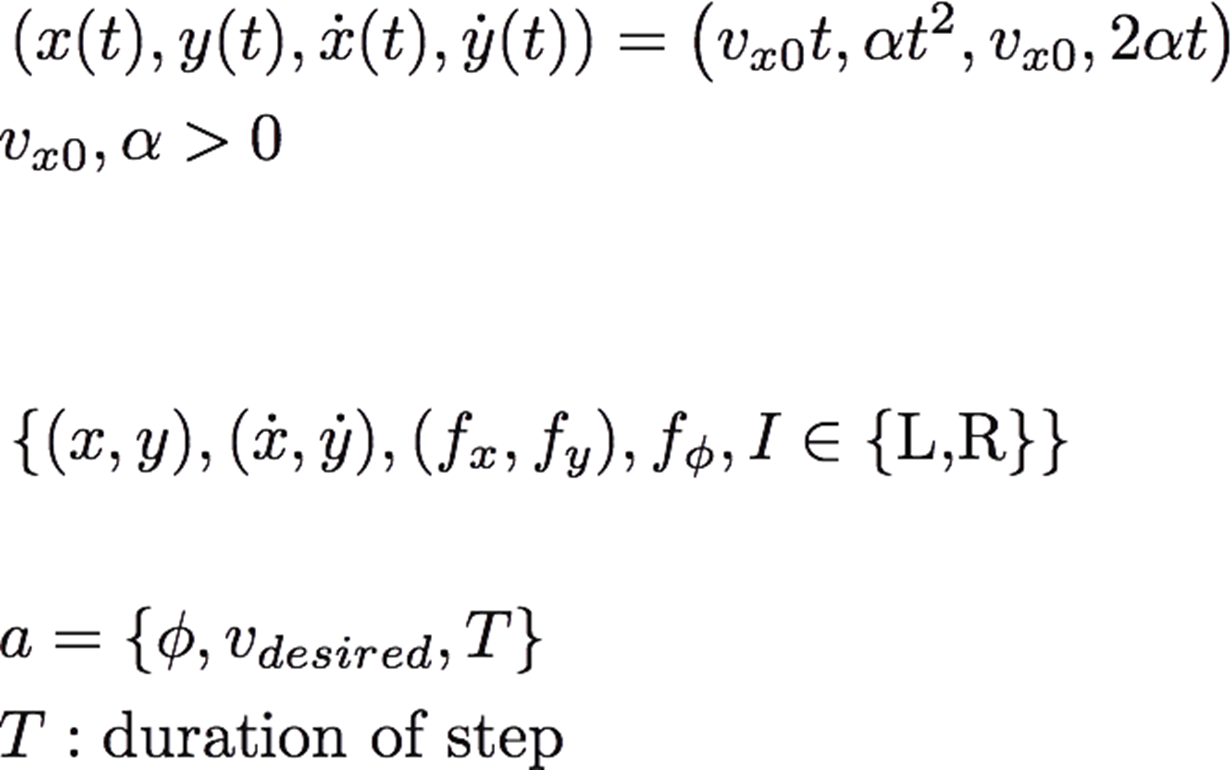 (x(t), y(t), ẋ(t), ẏ(t)) = (v_{x0}t, αt², v_{x0}, 2αt)
v_{x0}, α > 0
{(x, y), (ẋ, ẏ), (f_x, f_y), f_ϕ, I ∈ {L,R}}
a = {ϕ, v_{desired}, T}
T : duration of step